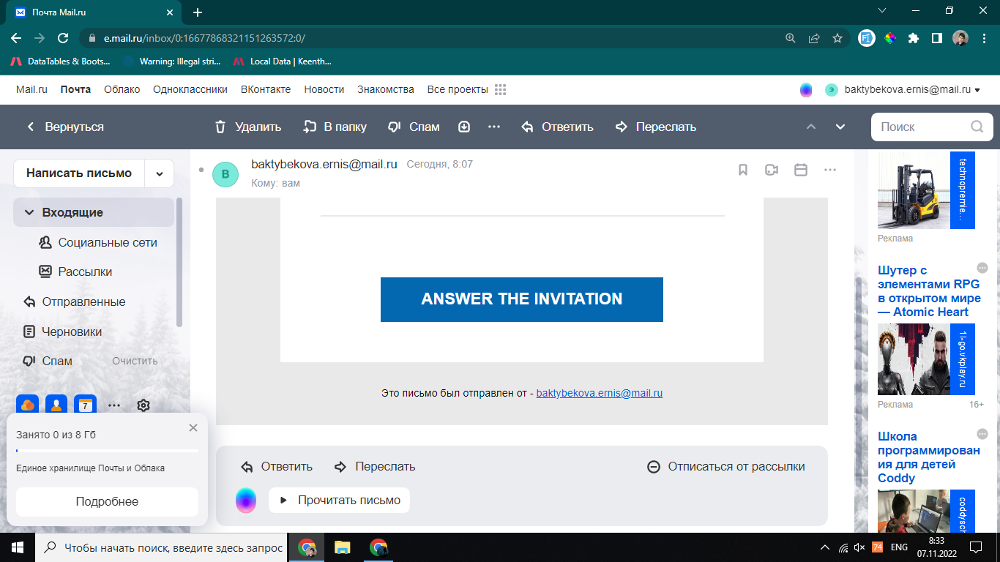 Почта Mail.ru
e.mail.ru/inbox/0:16677868321151263572:0/
DataTables & Boots...
Warning: Illegal stri...
Local Data | Keenth...
Mail.ru Почта Облако Одноклассники ВКонтакте Новости Знакомства Все проекты
Э baktybekova.ernis@mail.ru
Вернуться
Удалить В папку Спам Ответить Переслать
Поиск
Написать письмо
Входящие
Социальные сети
Рассылки
Отправленные
Черновики
Спам Очистить
7
Занято 0 из 8 Гб
Единое хранилище Почты и Облака
Подробнее
B
baktybekova.ernis@mail.ru Сегодня, 8:07
Кому: вам
ANSWER THE INVITATION
Это письмо был отправлен от - baktybekova.ernis@mail.ru
Ответить Переслать Отписаться от рассылки
Прочитать письмо
technopremie...
Реклама
Шутер с
элементами RPG
в открытом мире
— Atomic Heart
1l-go.vkplay.ru
Реклама 16+
Школа
программирован
ия для детей
Coddy
Чтобы начать поиск, введите здесь запрос
74 ENG
8:33
07.11.2022